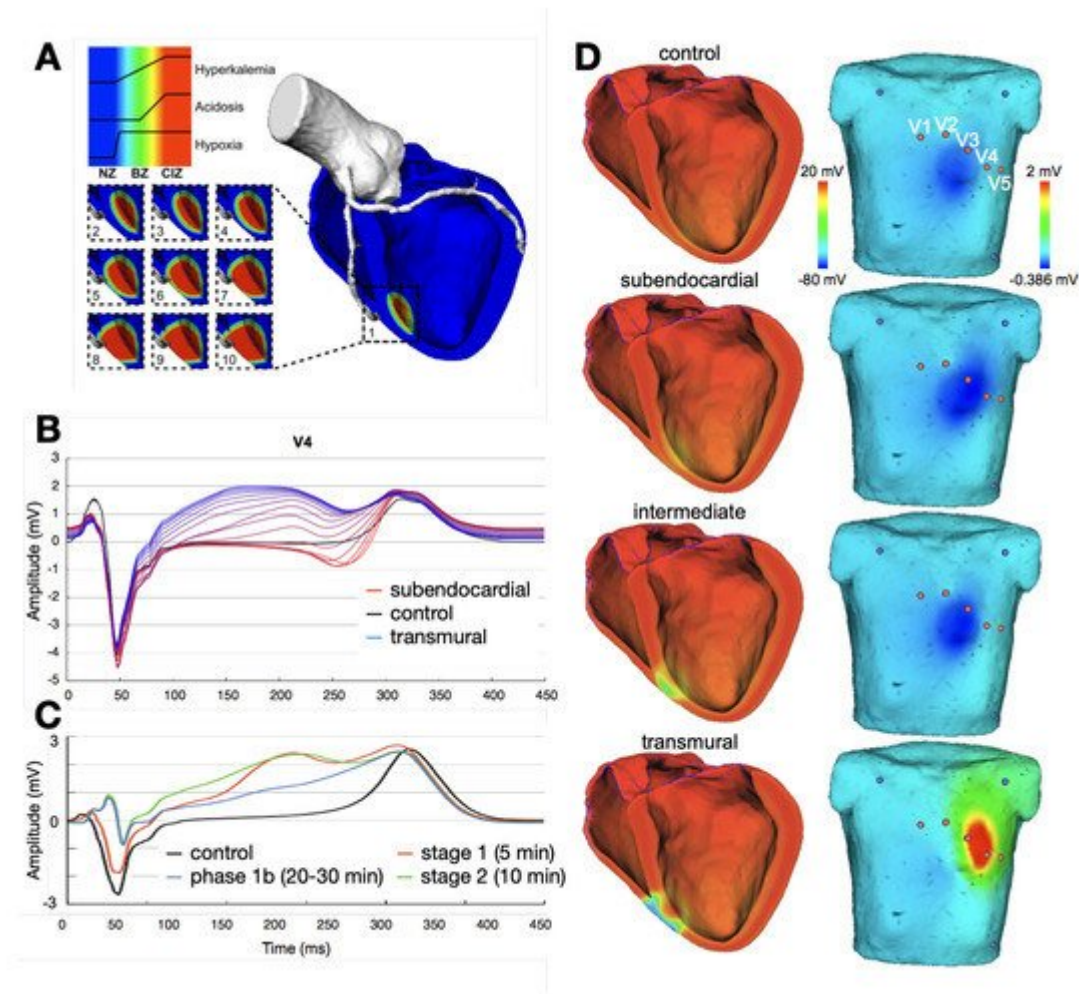 A
Hyperkalemia
Acidosis
Hypoxia
NZ BZ CIZ
2 3 4
5 6 7
8 9 10
1
B
V4
Amplitude (mV)
3
2
1
0
-1
-2
-3
-4
-5
subendocardial
control
transmural
0 50 100 150 200 250 300 350 400 450
C
Amplitude (mV)
3
0
-3
control
phase 1b (20-30 min)
stage 1 (5 min)
stage 2 (10 min)
0 50 100 150 200 250 300 350 400 450
Time (ms)
D
control
V1 V2
V3
V4
V5
20 mV
-80 mV
2 mV
-0.386 mV
subendocardial
intermediate
transmural